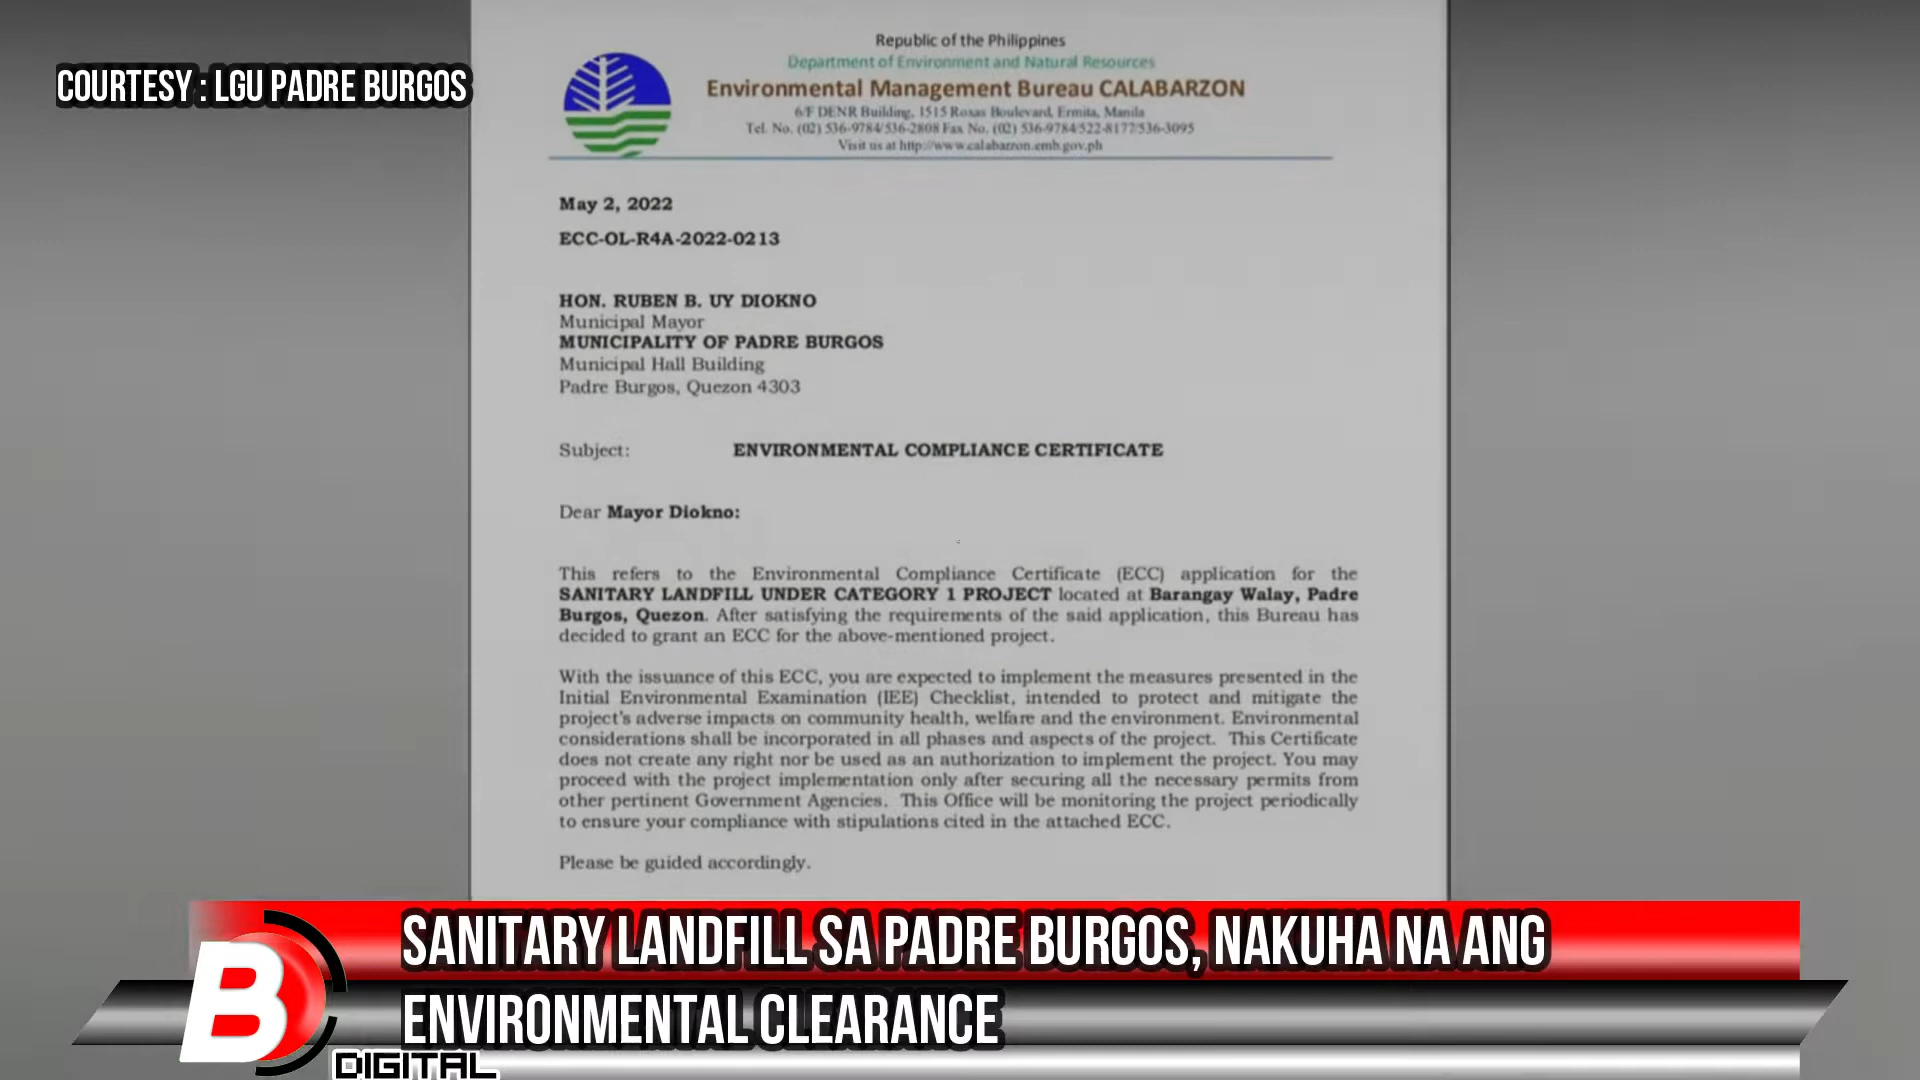 COURTESY : LGU PADRE BURGOS
Republic of the Philippines
Department of Environment and Natural Resources
Environmental Management Bureau CALABARZON
6/F DENR Building, 1515 Roxas Boulevard, Ermita, Manila
Tel. No. (02) 536-9784/536-2808 Fax No. (02) 536-9784/522-8177/536-3095
Visit us at http://www.calabarzon.emb.gov.ph
May 2, 2022
ECC-OL-R4A-2022-0213
HON. RUBEN B. UY DIOKNO
Municipal Mayor
MUNICIPALITY OF PADRE BURGOS
Municipal Hall Building
Padre Burgos, Quezon 4303
Subject: ENVIRONMENTAL COMPLIANCE CERTIFICATE
Dear Mayor Diokno:
This refers to the Environmental Compliance Certificate (ECC) application for the
SANITARY LANDFILL UNDER CATEGORY 1 PROJECT located at Barangay Walay, Padre
Burgos, Quezon. After satisfying the requirements of the said application, this Bureau has
decided to grant an ECC for the above-mentioned project.
With the issuance of this ECC, you are expected to implement the measures presented in the
Initial Environmental Examination (IEE) Checklist, intended to protect and mitigate the
project's adverse impacts on community health, welfare and the environment. Environmental
considerations shall be incorporated in all phases and aspects of the project. This Certificate
does not create any right nor be used as an authorization to implement the project. You may
proceed with the project implementation only after securing all the necessary permits from
other pertinent Government Agencies. This Office will be monitoring the project periodically
to ensure your compliance with stipulations cited in the attached ECC.
Please be guided accordingly.
SANITARY LANDFILL SA PADRE BURGOS, NAKUHA NA ANG
ENVIRONMENTAL CLEARANCE
B
DIGITAL